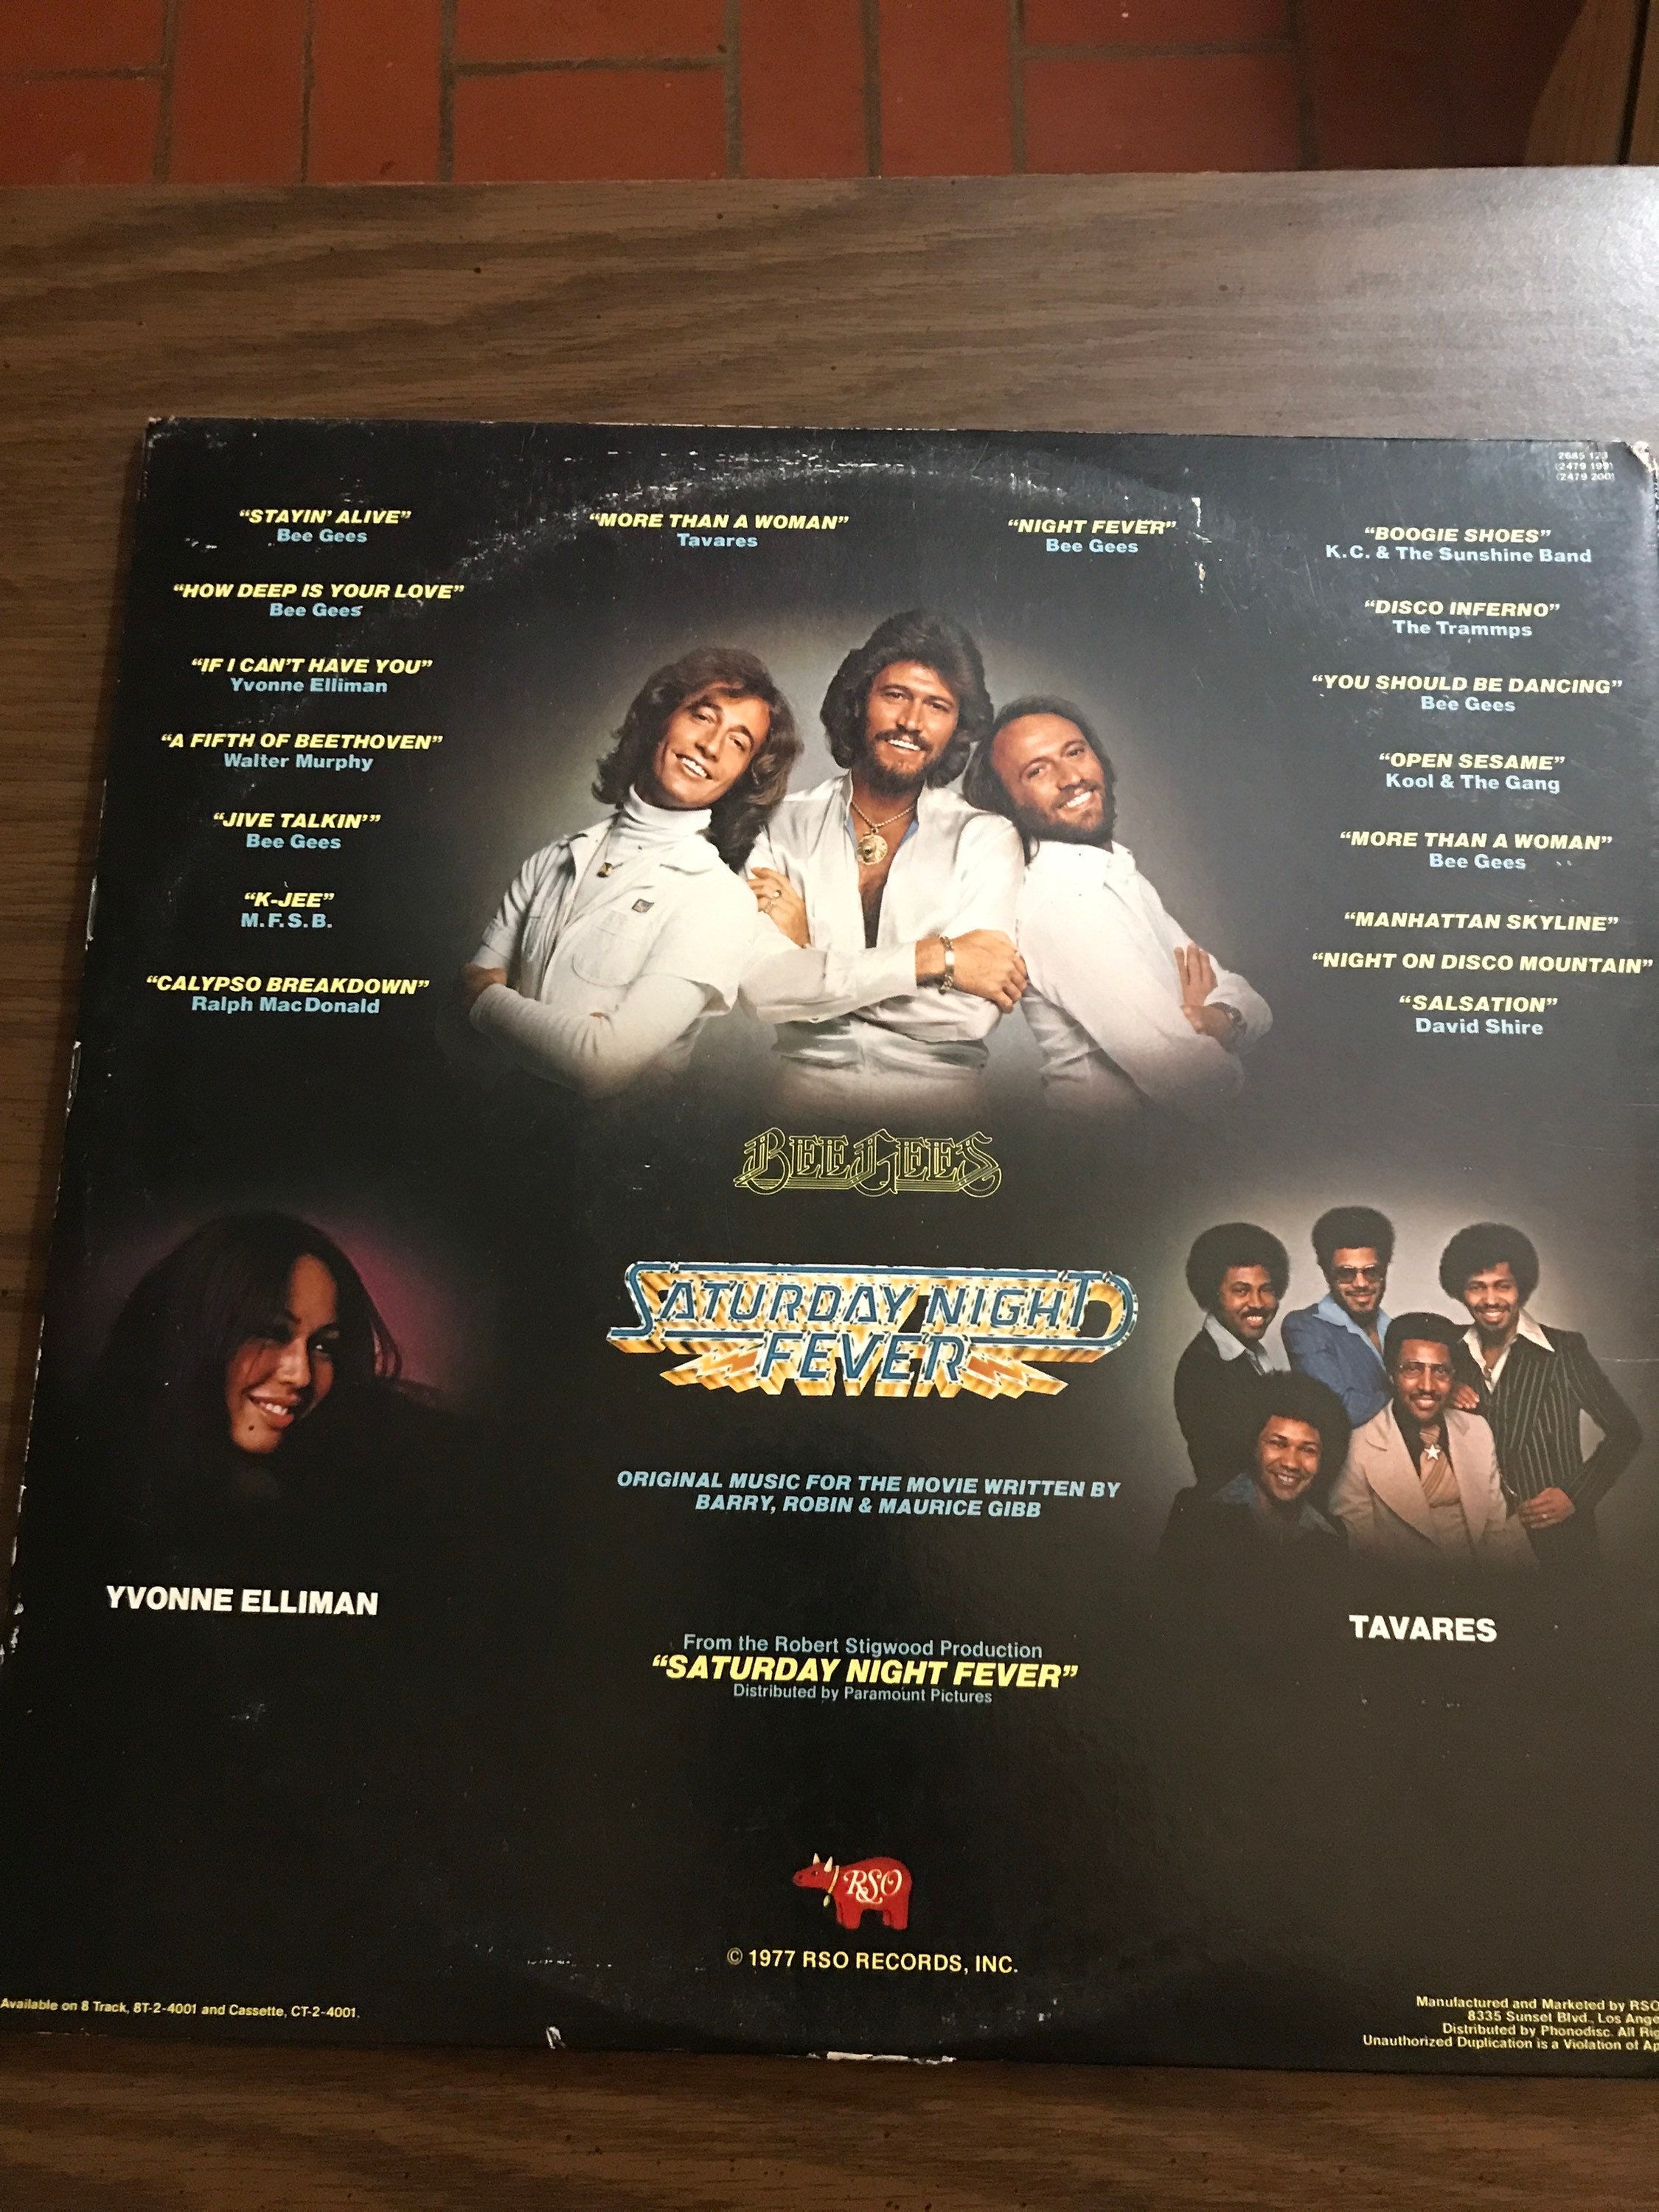 2685 123
(2479 199)
(2479 200)
“STAYIN’ ALIVE”
Bee Gees
“HOW DEEP IS YOUR LOVE”
Bee Gees
“IF I CAN’T HAVE YOU”
Yvonne Elliman
“A FIFTH OF BEETHOVEN”
Walter Murphy
“JIVE TALKIN’”
Bee Gees
“K-JEE”
M.F.S.B.
“CALYPSO BREAKDOWN”
Ralph MacDonald
“MORE THAN A WOMAN”
Tavares
“NIGHT FEVER”
Bee Gees
“BOOGIE SHOES”
K.C. & The Sunshine Band
“DISCO INFERNO”
The Trammps
“YOU SHOULD BE DANCING”
Bee Gees
“OPEN SESAME”
Kool & The Gang
“MORE THAN A WOMAN”
Bee Gees
“MANHATTAN SKYLINE”
“NIGHT ON DISCO MOUNTAIN”
“SALSATION”
David Shire
BEE GEES
SATURDAY NIGHT
FEVER
ORIGINAL MUSIC FOR THE MOVIE WRITTEN BY
BARRY, ROBIN & MAURICE GIBB
YVONNE ELLIMAN
TAVARES
From the Robert Stigwood Production
“SATURDAY NIGHT FEVER”
Distributed by Paramount Pictures
RSO
© 1977 RSO RECORDS, INC.
Available on 8 Track, 8T-2-4001 and Cassette, CT-2-4001.
Manufactured and Marketed by RSO
8335 Sunset Blvd., Los Ange
Distributed by Phonodisc. All Rig
Unauthorized Duplication is a Violation of Ap